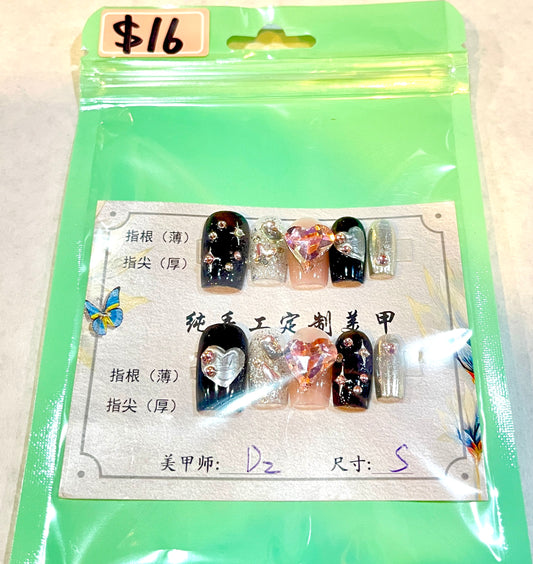 $16
指根（薄）
指尖（厚）
纯手工定制美甲
指根（薄）
指尖（厚）
美甲师: D2 尺寸: S